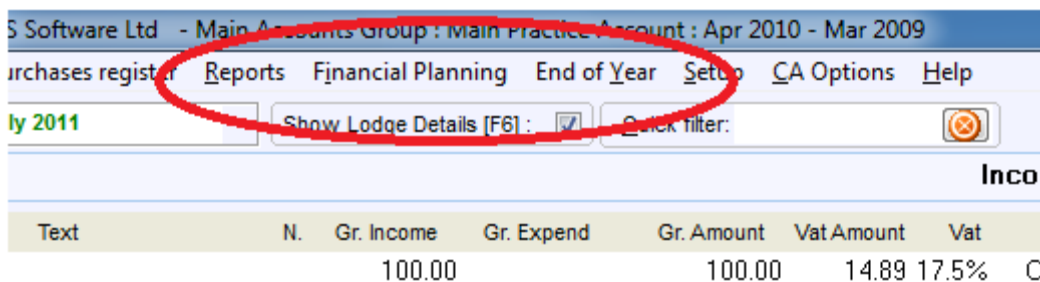 S Software Ltd - Main Accounts Group : Main Practice Account : Apr 2010 - Mar 2009
urchases register Reports Financial Planning End of Year Setup CA Options Help
ly 2011 Show Lodge Details [F6] : Quick filter:
Inco
Text N. Gr. Income Gr. Expend Gr. Amount Vat Amount Vat
100.00 100.00 14.89 17.5% C